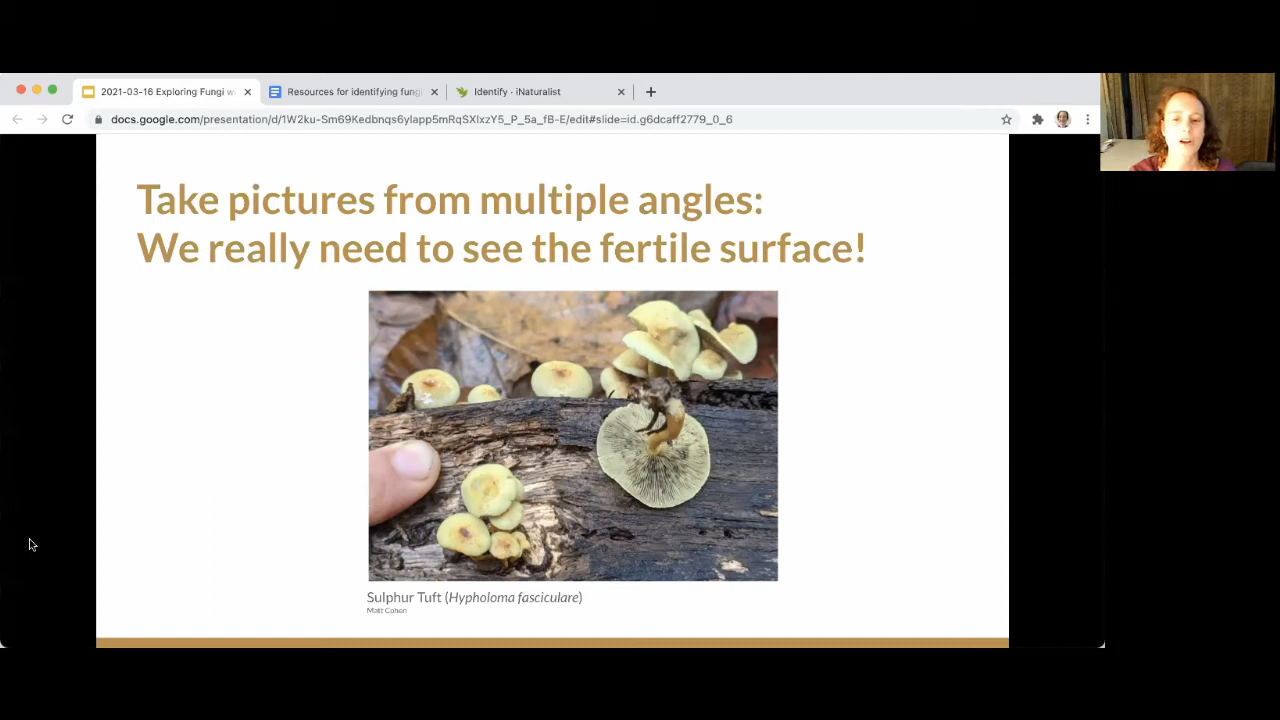 2021-03-16 Exploring Fungi w
Resources for identifying fungi
Identify · iNaturalist
docs.google.com/presentation/d/1W2ku-Sm69Kedbnqs6yIapp5mRqSXlxzY5_P_5a_fB-E/edit#slide=id.g6dcaff2779_0_6
Take pictures from multiple angles:
We really need to see the fertile surface!
Sulphur Tuft (Hypholoma fasciculare)
Matt Cohen